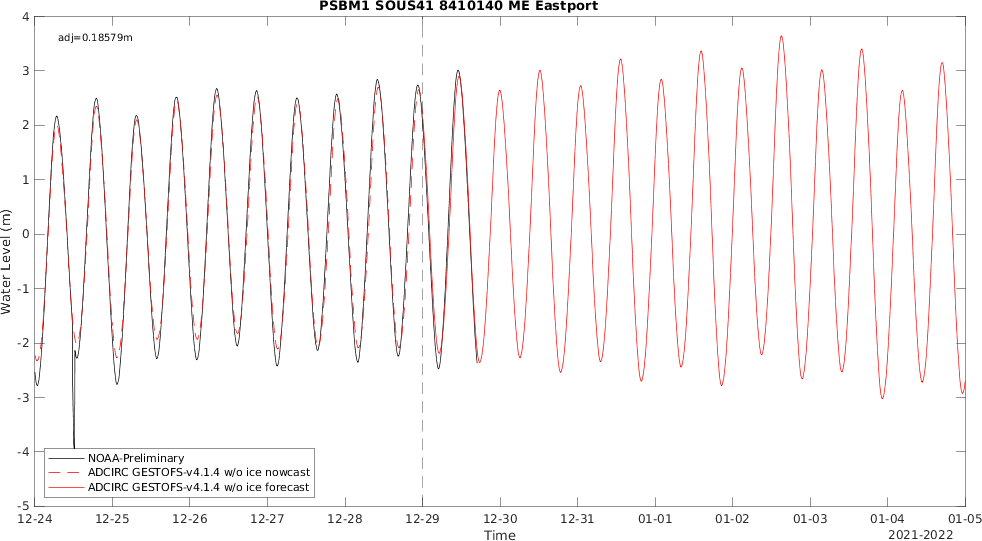 PSBM1 SOUS41 8410140 ME Eastport
adj=0.18579m
4
3
2
1
0
-1
-2
-3
-4
-5
Water Level (m)
NOAA-Preliminary
ADCIRC GESTOFS-v4.1.4 w/o ice nowcast
ADCIRC GESTOFS-v4.1.4 w/o ice forecast
12-24 12-25 12-26 12-27 12-28 12-29 12-30 12-31 01-01 01-02 01-03 01-04 01-05
Time
2021-2022